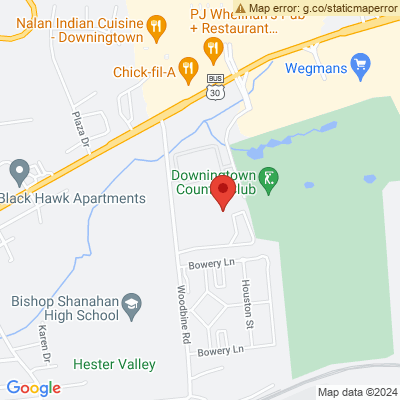 Map error: g.co/staticmaperror
Nalan Indian Cuisine
- Downingtown
PJ Whelihan's Pub
+ Restaurant...
Chick-fil-A
Wegmans
BUS
30
Plaza Dr
Downingtown
Country Club
Black Hawk Apartments
Bowery Ln
Houston St
Woodbine Rd
Bishop Shanahan
High School
Karen Dr
Hester Valley
Bowery Ln
Google
Map data ©2024